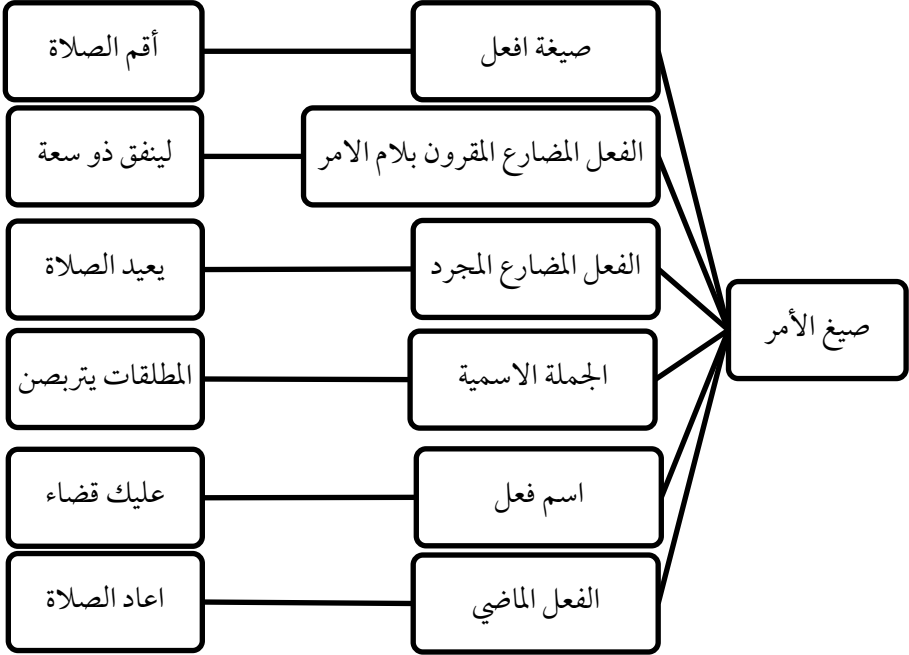 صيغ الأمر
صيغة افعل
أقم الصلاة
الفعل المضارع المقرون بلام الامر
لينفق ذو سعة
الفعل المضارع المجرد
يعيد الصلاة
الجملة الاسمية
المطلقات يتربصن
اسم فعل
عليك قضاء
الفعل الماضي
اعاد الصلاة